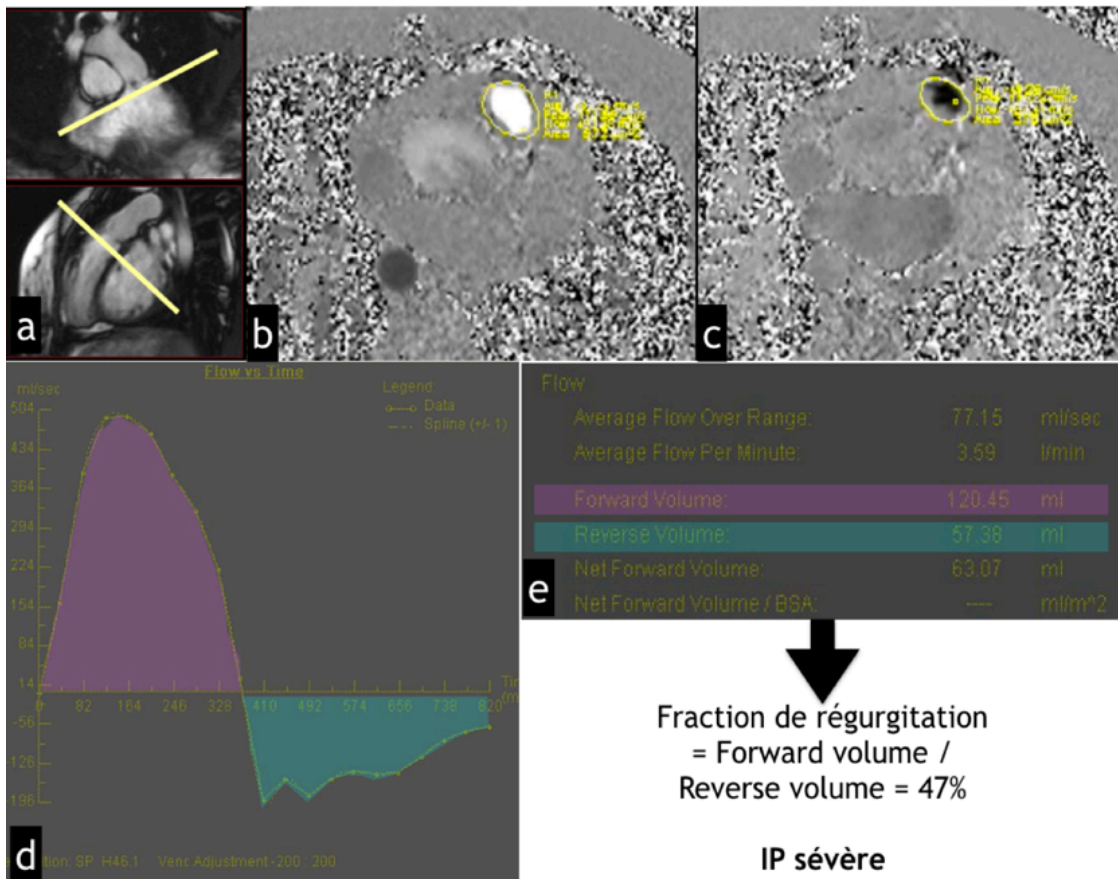 a
b
c
Flow vs Time
ml/sec
Legend:
Data
Spline (+/- 1)
504
434
364
294
224
154
84
14
-56
-126
-196
0 82 164 246 328 410 492 574 656 738 820
d
Venc Adjustment -200 : 200
Flow
Average Flow Over Range: 77.15 ml/sec
Average Flow Per Minute: 3.59 l/min
Forward Volume: 120.45 ml
Reverse Volume: 57.38 ml
Net Forward Volume: 63.07 ml
Net Forward Volume / BSA: ---- ml/m^2
e
Fraction de régurgitation
= Forward volume /
Reverse volume = 47%
IP sévère